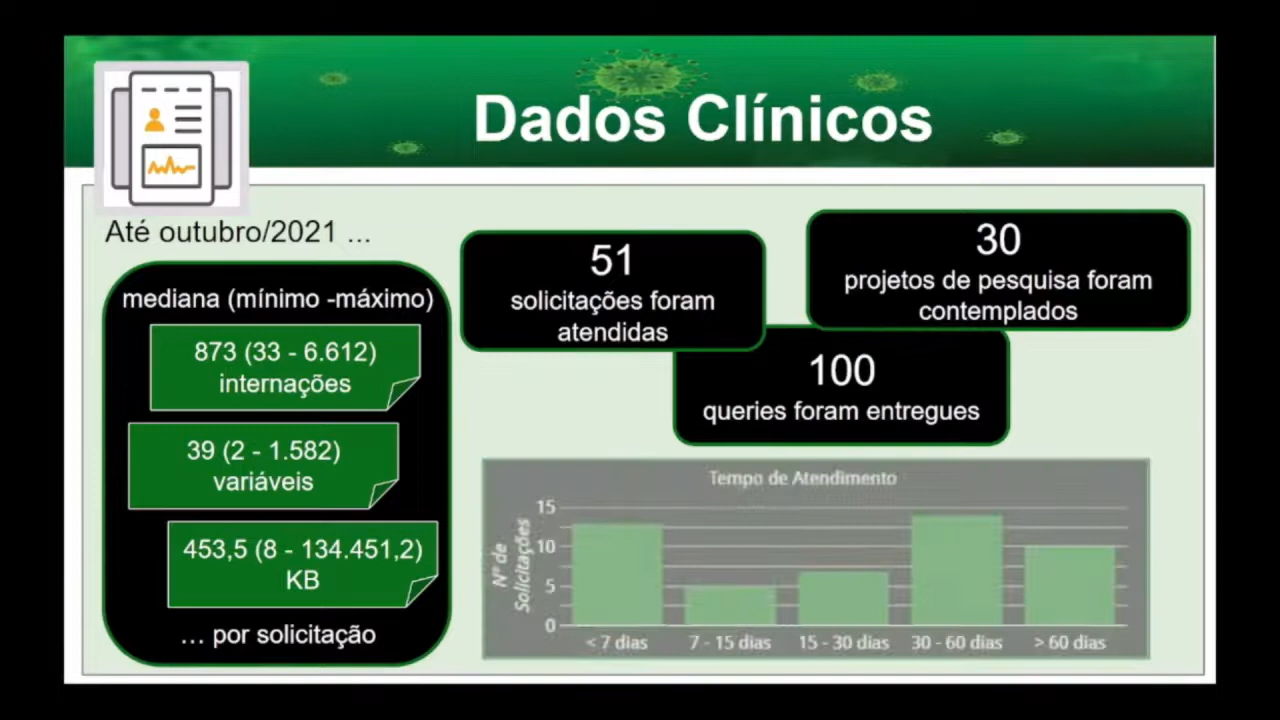 Dados Clínicos
Até outubro/2021 ...
mediana (mínimo -máximo)
873 (33 - 6.612)
internações
39 (2 - 1.582)
variáveis
453,5 (8 - 134.451,2)
KB
... por solicitação
51
solicitações foram
atendidas
30
projetos de pesquisa foram
contemplados
100
queries foram entregues
Tempo de Atendimento
Nº de
Solicitações
15
10
5
0
< 7 dias
7 - 15 dias
15 - 30 dias
30 - 60 dias
> 60 dias